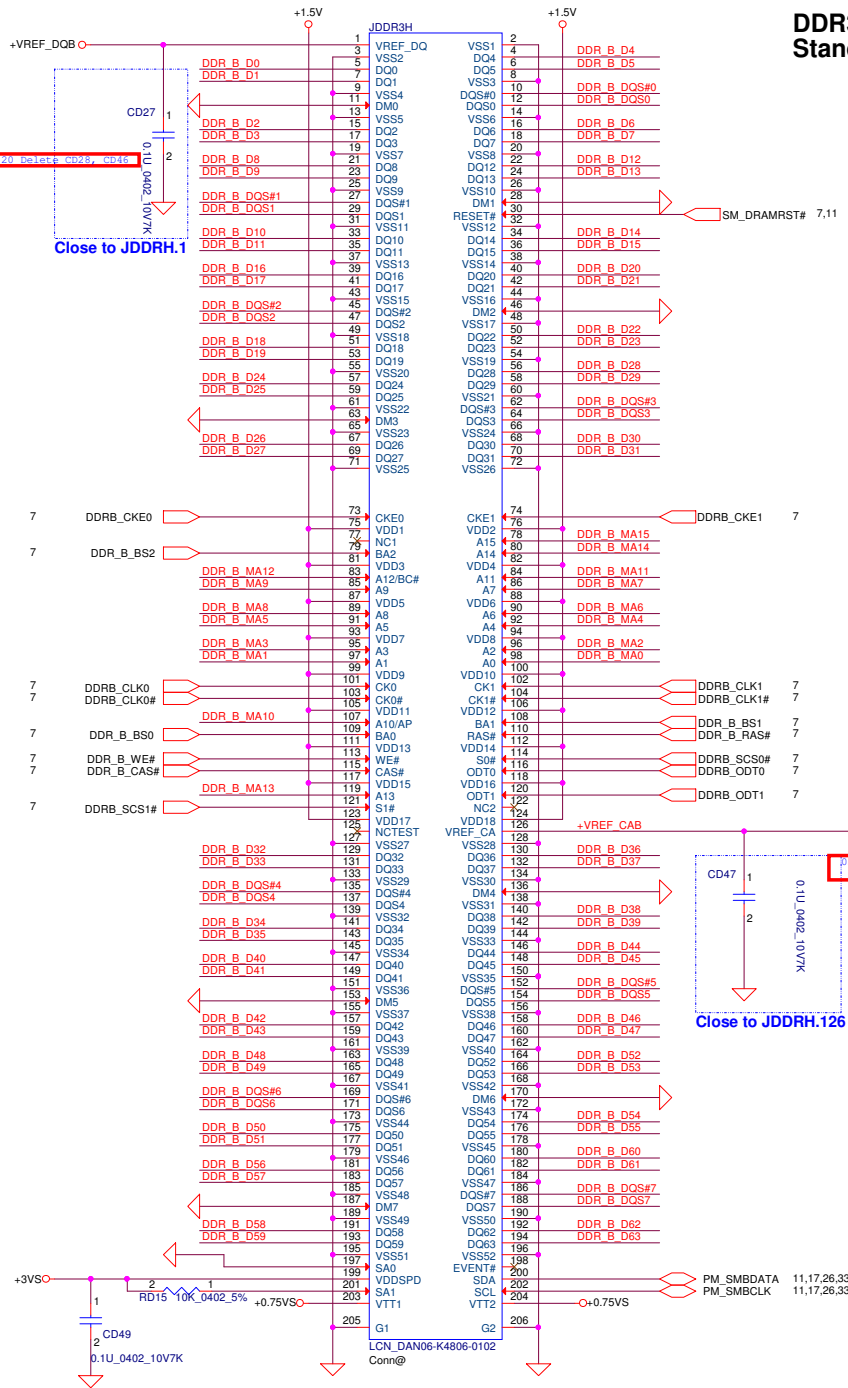 +1.5V
+1.5V
DDR3
Stand
JDDR3H
+VREF_DQB
1 VREF_DQ VSS1 2
3 VSS2 DQ4 4 DDR_B_D4
DDR_B_D0 5 DQ0 DQ5 6 DDR_B_D5
DDR_B_D1 7 DQ1 VSS3 8
9 VSS4 DQS#0 10 DDR_B_DQS#0
11 DM0 DQS0 12 DDR_B_DQS0
13 VSS5 VSS6 14
DDR_B_D2 15 DQ2 DQ6 16 DDR_B_D6
DDR_B_D3 17 DQ3 DQ7 18 DDR_B_D7
19 VSS7 VSS8 20
DDR_B_D8 21 DQ8 DQ12 22 DDR_B_D12
DDR_B_D9 23 DQ9 DQ13 24 DDR_B_D13
25 VSS9 VSS10 26
DDR_B_DQS#1 27 DQS#1 DM1 28
DDR_B_DQS1 29 DQS1 RESET# 30 SM_DRAMRST# 7,11
31 VSS11 VSS12 32
DDR_B_D10 33 DQ10 DQ14 34 DDR_B_D14
DDR_B_D11 35 DQ11 DQ15 36 DDR_B_D15
37 VSS13 VSS14 38
DDR_B_D16 39 DQ16 DQ20 40 DDR_B_D20
DDR_B_D17 41 DQ17 DQ21 42 DDR_B_D21
43 VSS15 VSS16 44
DDR_B_DQS#2 45 DQS#2 DM2 46
DDR_B_DQS2 47 DQS2 VSS17 48
49 VSS18 DQ22 50 DDR_B_D22
DDR_B_D18 51 DQ18 DQ23 52 DDR_B_D23
DDR_B_D19 53 DQ19 VSS19 54
55 VSS20 DQ28 56 DDR_B_D28
DDR_B_D24 57 DQ24 DQ29 58 DDR_B_D29
DDR_B_D25 59 DQ25 VSS21 60
61 VSS22 DQS#3 62 DDR_B_DQS#3
63 DM3 DQS3 64 DDR_B_DQS3
65 VSS23 VSS24 66
DDR_B_D26 67 DQ26 DQ30 68 DDR_B_D30
DDR_B_D27 69 DQ27 DQ31 70 DDR_B_D31
71 VSS25 VSS26 72
7 DDRB_CKE0 73 CKE0 CKE1 74 DDRB_CKE1 7
75 VDD1 VDD2 76
77 NC1 A15 78 DDR_B_MA15
7 DDR_B_BS2 79 BA2 A14 80 DDR_B_MA14
81 VDD3 VDD4 82
DDR_B_MA12 83 A12/BC# A11 84 DDR_B_MA11
DDR_B_MA9 85 A9 A7 86 DDR_B_MA7
87 VDD5 VDD6 88
DDR_B_MA8 89 A8 A6 90 DDR_B_MA6
DDR_B_MA5 91 A5 A4 92 DDR_B_MA4
93 VDD7 VDD8 94
DDR_B_MA3 95 A3 A2 96 DDR_B_MA2
DDR_B_MA1 97 A1 A0 98 DDR_B_MA0
99 VDD9 VDD10 100
7 DDRB_CLK0 101 CK0 CK1 102 DDRB_CLK1 7
7 DDRB_CLK0# 103 CK0# CK1# 104 DDRB_CLK1# 7
105 VDD11 VDD12 106
DDR_B_MA10 107 A10/AP BA1 108 DDR_B_BS1 7
7 DDR_B_BS0 109 BA0 RAS# 110 DDR_B_RAS# 7
111 VDD13 VDD14 112
7 DDR_B_WE# 113 WE# S0# 114 DDRB_SCS0# 7
7 DDR_B_CAS# 115 CAS# ODT0 116 DDRB_ODT0 7
117 VDD15 VDD16 118
DDR_B_MA13 119 A13 ODT1 120 DDRB_ODT1 7
7 DDRB_SCS1# 121 S1# NC2 122
123 VDD17 VDD18 124
125 NCTEST VREF_CA 126 +VREF_CAB
127 VSS27 VSS28 128
DDR_B_D32 129 DQ32 DQ36 130 DDR_B_D36
DDR_B_D33 131 DQ33 DQ37 132 DDR_B_D37
133 VSS29 VSS30 134
DDR_B_DQS#4 135 DQS#4 DM4 136
DDR_B_DQS4 137 DQS4 VSS31 138
139 VSS32 DQ38 140 DDR_B_D38
DDR_B_D34 141 DQ34 DQ39 142 DDR_B_D39
DDR_B_D35 143 DQ35 VSS33 144
145 VSS34 DQ44 146 DDR_B_D44
DDR_B_D40 147 DQ40 DQ45 148 DDR_B_D45
DDR_B_D41 149 DQ41 VSS35 150
151 VSS36 DQS#5 152 DDR_B_DQS#5
153 DM5 DQS5 154 DDR_B_DQS5
155 VSS37 VSS38 156
DDR_B_D42 157 DQ42 DQ46 158 DDR_B_D46
DDR_B_D43 159 DQ43 DQ47 160 DDR_B_D47
161 VSS39 VSS40 162
DDR_B_D48 163 DQ48 DQ52 164 DDR_B_D52
DDR_B_D49 165 DQ49 DQ53 166 DDR_B_D53
167 VSS41 VSS42 168
DDR_B_DQS#6 169 DQS#6 DM6 170
DDR_B_DQS6 171 DQS6 VSS43 172
173 VSS44 DQ54 174 DDR_B_D54
DDR_B_D50 175 DQ50 DQ55 176 DDR_B_D55
DDR_B_D51 177 DQ51 VSS45 178
179 VSS46 DQ60 180 DDR_B_D60
DDR_B_D56 181 DQ56 DQ61 182 DDR_B_D61
DDR_B_D57 183 DQ57 VSS47 184
185 VSS48 DQS#7 186 DDR_B_DQS#7
187 DM7 DQS7 188 DDR_B_DQS7
189 VSS49 VSS50 190
DDR_B_D58 191 DQ58 DQ62 192 DDR_B_D62
DDR_B_D59 193 DQ59 DQ63 194 DDR_B_D63
195 VSS51 VSS52 196
197 SA0 EVENT# 198
+3VS 199 VDDSPD SDA 200 PM_SMBDATA 11,17,26,33
201 SA1 SCL 202 PM_SMBCLK 11,17,26,33
+0.75VS 203 VTT1 VTT2 204 +0.75VS
205 G1 G2 206
LCN_DAN06-K4806-0102
Conn@
CD27 1 2
0.1U_0402_10V7K
20 Delete CD28, CD46
Close to JDDRH.1
CD47 1 2
0.1U_0402_10V7K
Close to JDDRH.126
2 1
RD15 10K_0402_5%
1
2 CD49
0.1U_0402_10V7K